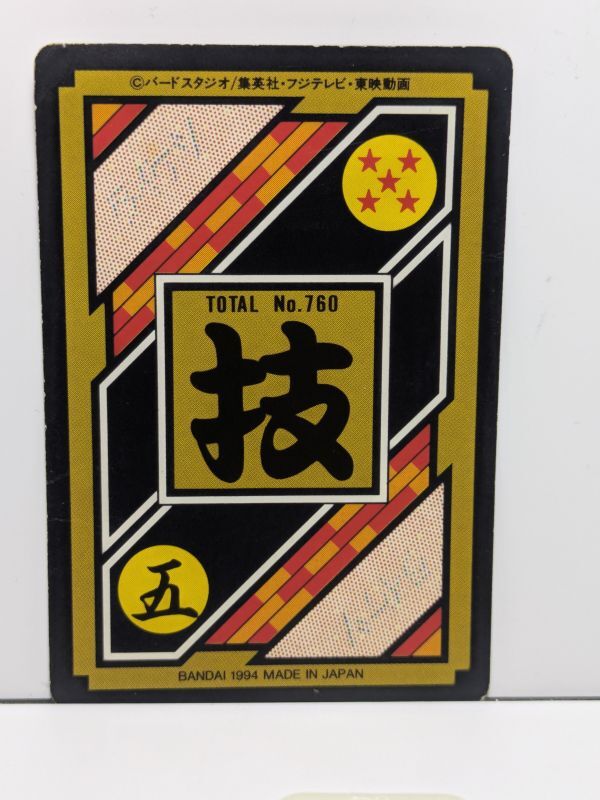 ©バードスタジオ/集英社・フジテレビ・東映動画
TOTAL No.760
技
五
BANDAI 1994 MADE IN JAPAN